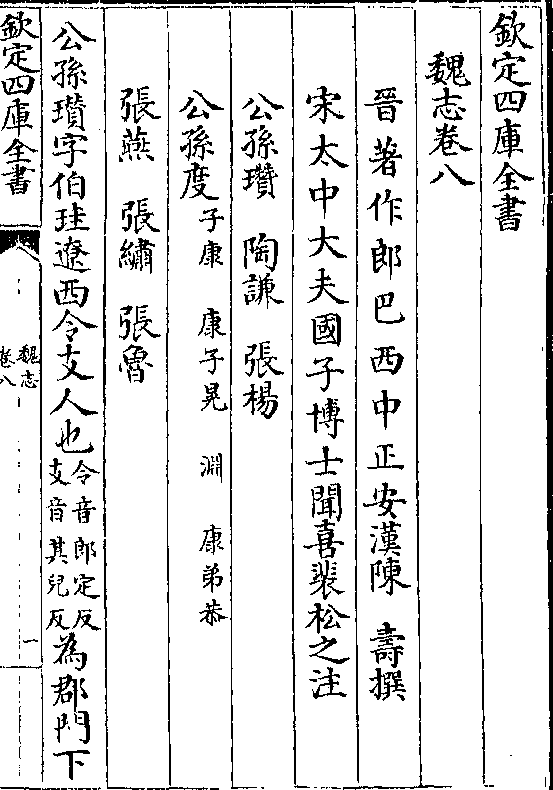 欽定四庫全書
魏志卷八
晉著作郎巴西中正安漢陳 壽撰
宋太中大夫國子博士聞喜裴松之注
公孫瓚 陶謙 張楊
公孫度子康 康子晃 淵 康弟恭
張燕 張繡 張魯
公孫瓚字伯珪遼西令支人也令音郎定反支音其兒反為郡門下
欽定四庫全書
魏志
卷八
一